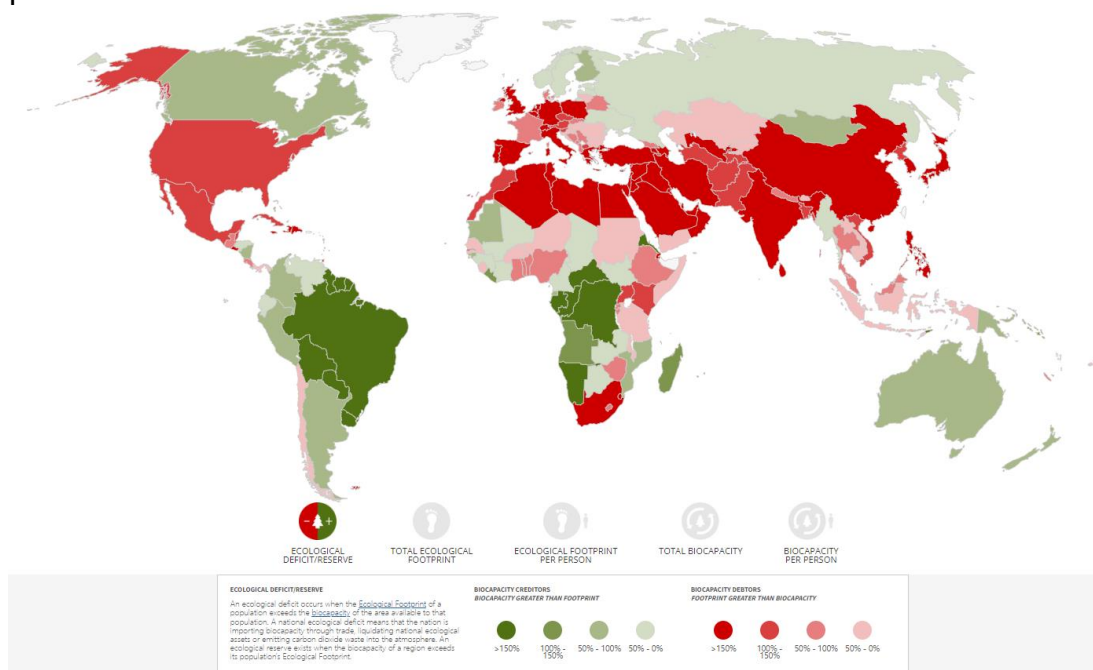 - +
ECOLOGICAL
DEFICIT/RESERVE
TOTAL ECOLOGICAL
FOOTPRINT
ECOLOGICAL FOOTPRINT
PER PERSON
TOTAL BIOCAPACITY
BIOCAPACITY
PER PERSON
ECOLOGICAL DEFICIT/RESERVE
An ecological deficit occurs when the Ecological Footprint of a
population exceeds the biocapacity of the area available to that
population. A national ecological deficit means that the nation is
importing biocapacity through trade, liquidating national ecological
assets or emitting carbon dioxide waste into the atmosphere. An
ecological reserve exists when the biocapacity of a region exceeds
its population's Ecological Footprint.
BIOCAPACITY CREDITORS
BIOCAPACITY GREATER THAN FOOTPRINT
>150%
100% -
150%
50% - 100%
50% - 0%
BIOCAPACITY DEBTORS
FOOTPRINT GREATER THAN BIOCAPACITY
>150%
100% -
150%
50% - 100%
50% - 0%